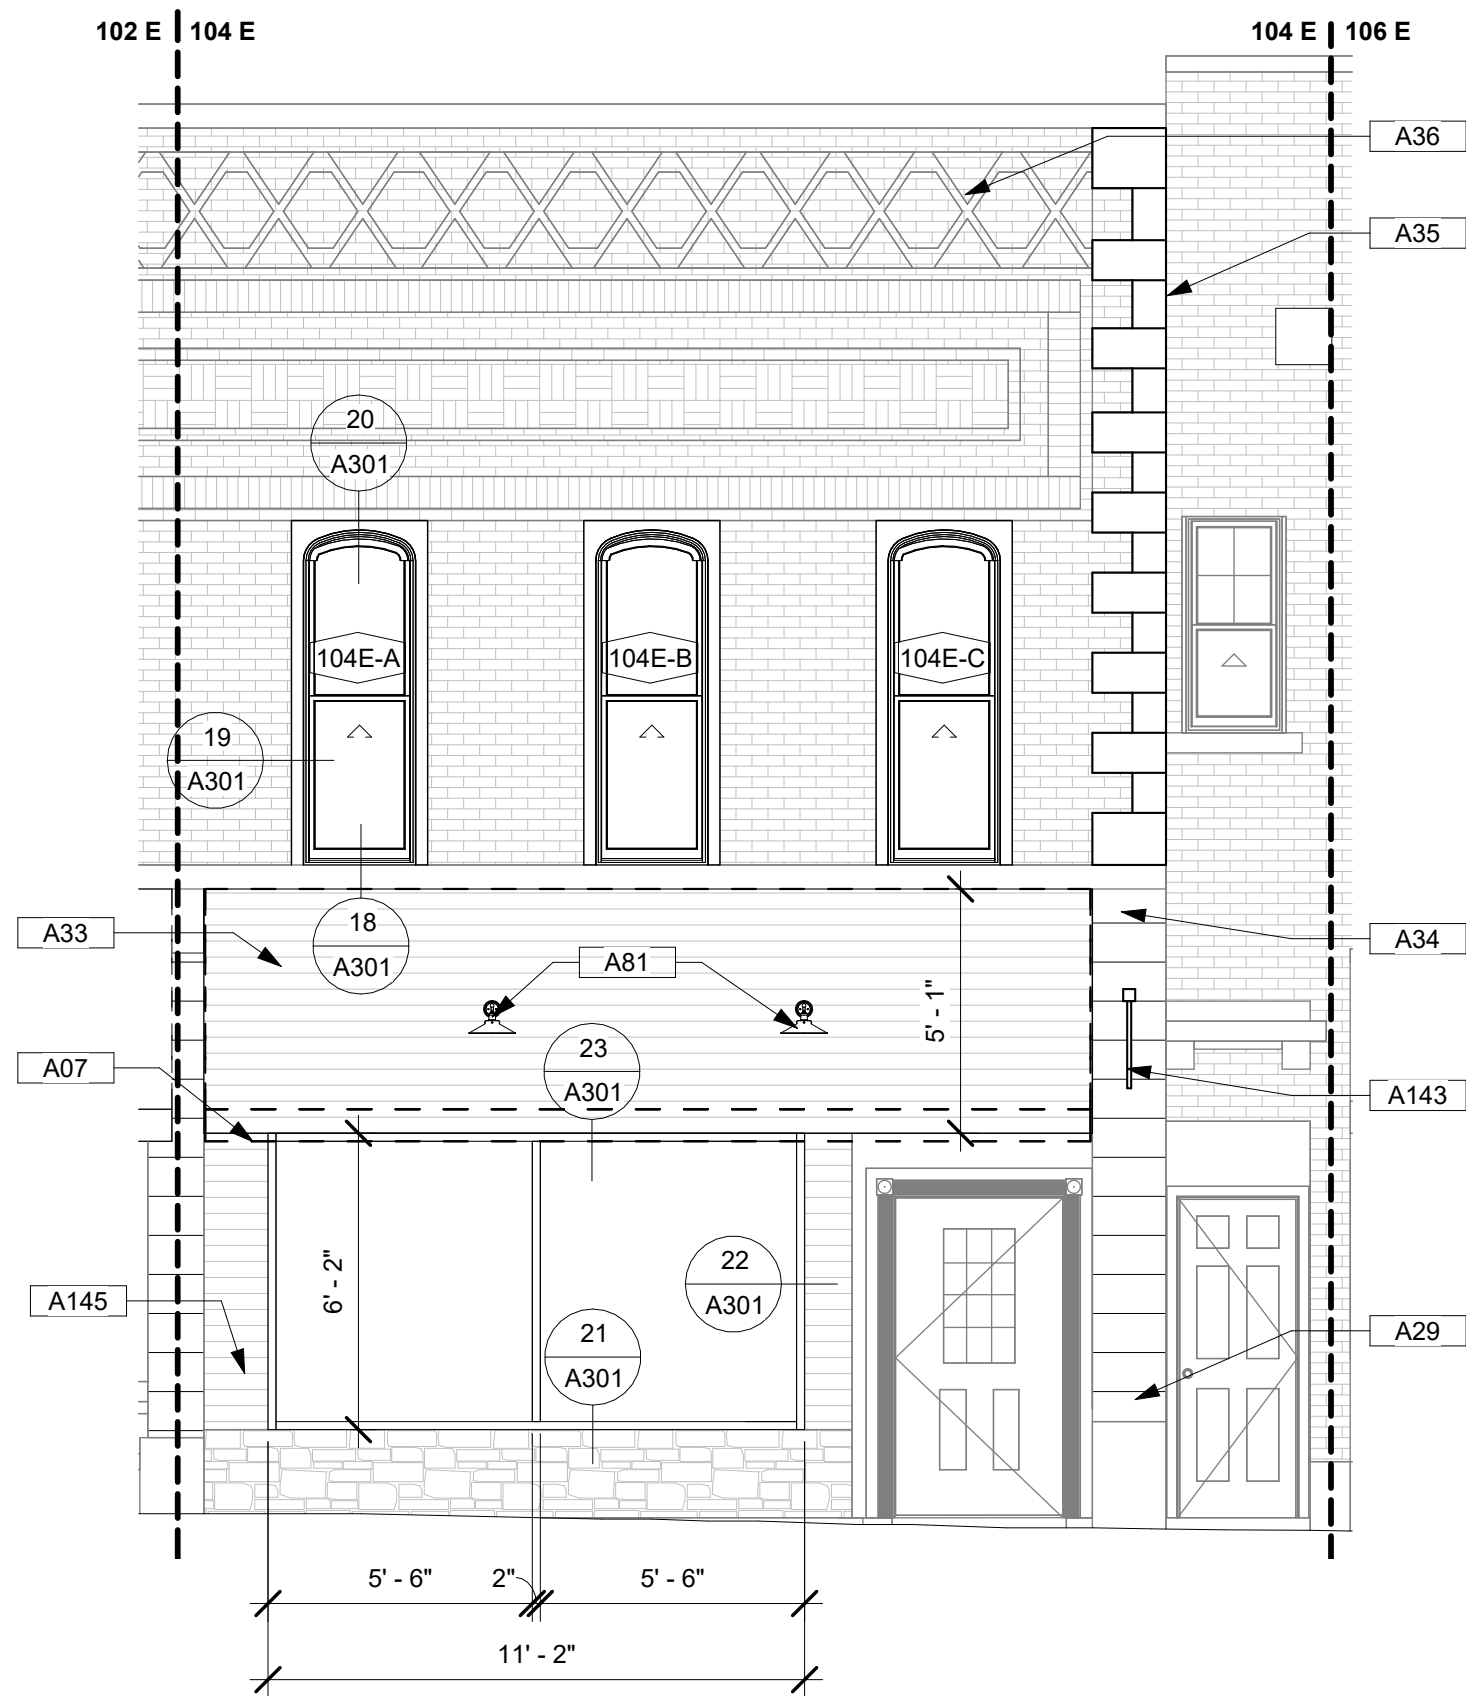 102 E 104 E
104 E 106 E
A36
A35
20
A301
104E-A
104E-B
104E-C
19
A301
A33
18
A301
A81
A34
5' - 1"
23
A301
A07
A143
6' - 2"
22
A301
A145
21
A301
A29
5' - 6"
2"
5' - 6"
11' - 2"